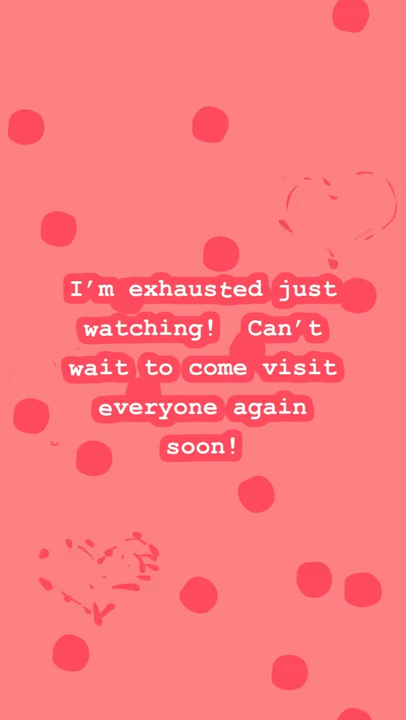 I’m exhausted just
watching!  Can’t
wait to come visit
everyone again
soon!